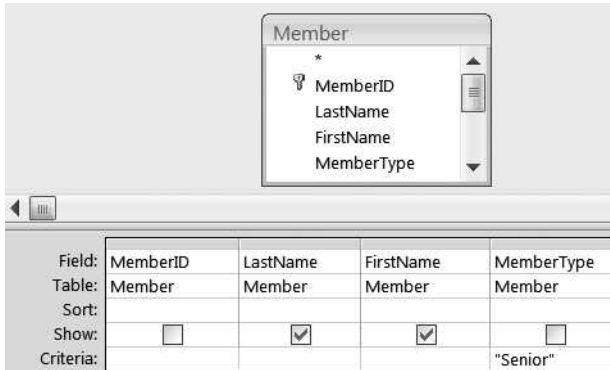 Member
*
MemberID
LastName
FirstName
MemberType
Field: MemberID LastName FirstName MemberType
Table: Member Member Member Member
Sort:
Show:
Criteria: "Senior"